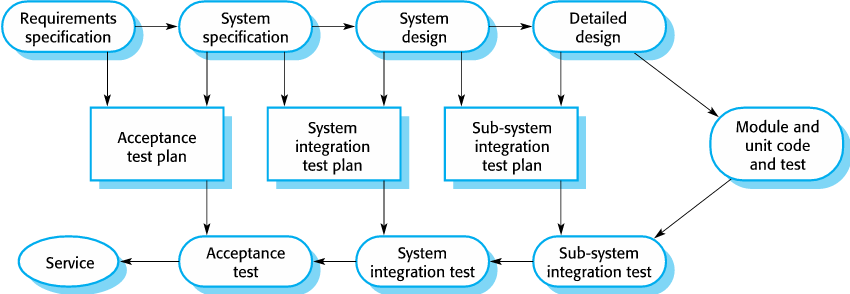 Requirements
specification
System
specification
System
design
Detailed
design
Acceptance
test plan
System
integration
test plan
Sub-system
integration
test plan
Module and
unit code
and test
Service
Acceptance
test
System
integration test
Sub-system
integration test